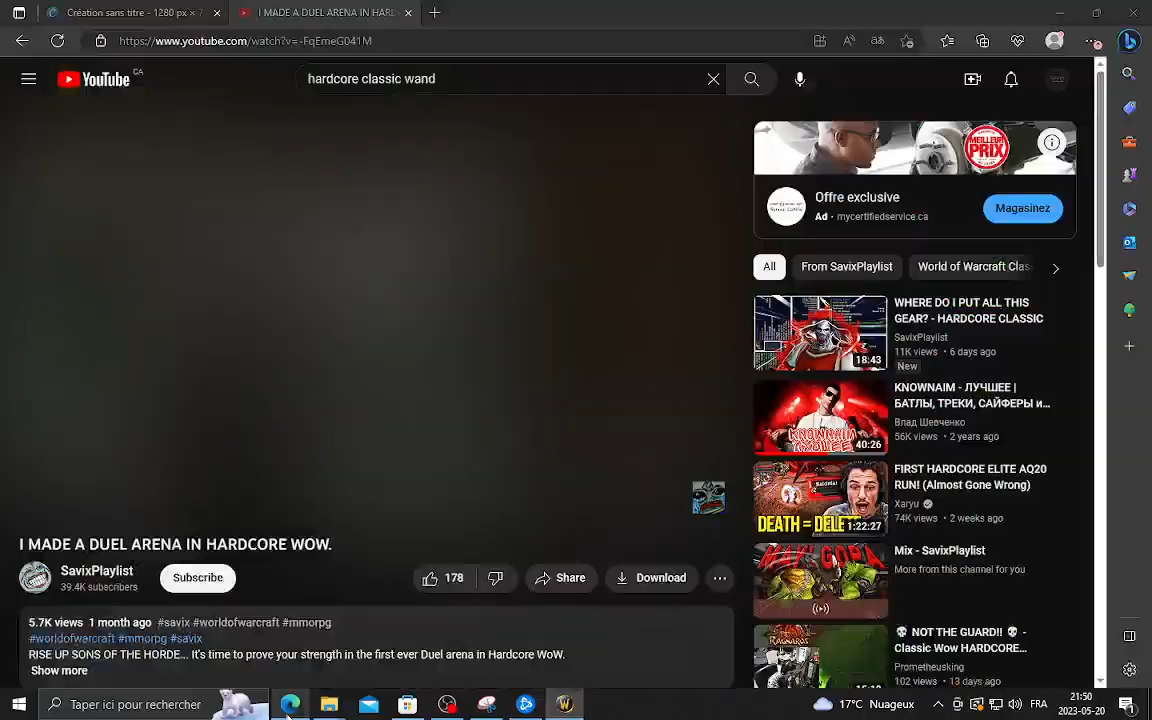 Création sans titre - 1280 px × 7
I MADE A DUEL ARENA IN HARD
https://www.youtube.com/watch?v=-FqEmeG041M
YouTube CA
hardcore classic wand
MEILLEUR PRIX
Offre exclusive
Ad · mycertifiedservice.ca
Magasinez
All
From SavixPlaylist
World of Warcraft Clas
WHERE DO I PUT ALL THIS
GEAR? - HARDCORE CLASSIC
SavixPlaylist
11K views • 6 days ago
New
18:43
KNOWNAIM - ЛУЧШЕЕ |
БАТЛЫ, ТРЕКИ, САЙФЕРЫ и...
Влад Шевченко
56K views • 2 years ago
KNOWNAIM
ЛУЧШЕЕ
40:26
FIRST HARDCORE ELITE AQ20
RUN! (Almost Gone Wrong)
Xaryu
74K views • 2 weeks ago
DEATH = DELE
1:22:27
Mix - SavixPlaylist
More from this channel for you
MAK'GORA
💀 NOT THE GUARD!! 💀 -
Classic Wow HARDCORE...
Prometheusking
102 views • 13 days ago
RAGNAROS
I MADE A DUEL ARENA IN HARDCORE WOW.
SavixPlaylist
39.4K subscribers
Subscribe
178
Share
Download
5.7K views 1 month ago #savix #worldofwarcraft #mmorpg
#worldofwarcraft #mmorpg #savix
RISE UP SONS OF THE HORDE... It's time to prove your strength in the first ever Duel arena in Hardcore WoW.
Show more
Taper ici pour rechercher
17°C Nuageux
FRA
21:50
2023-05-20
1